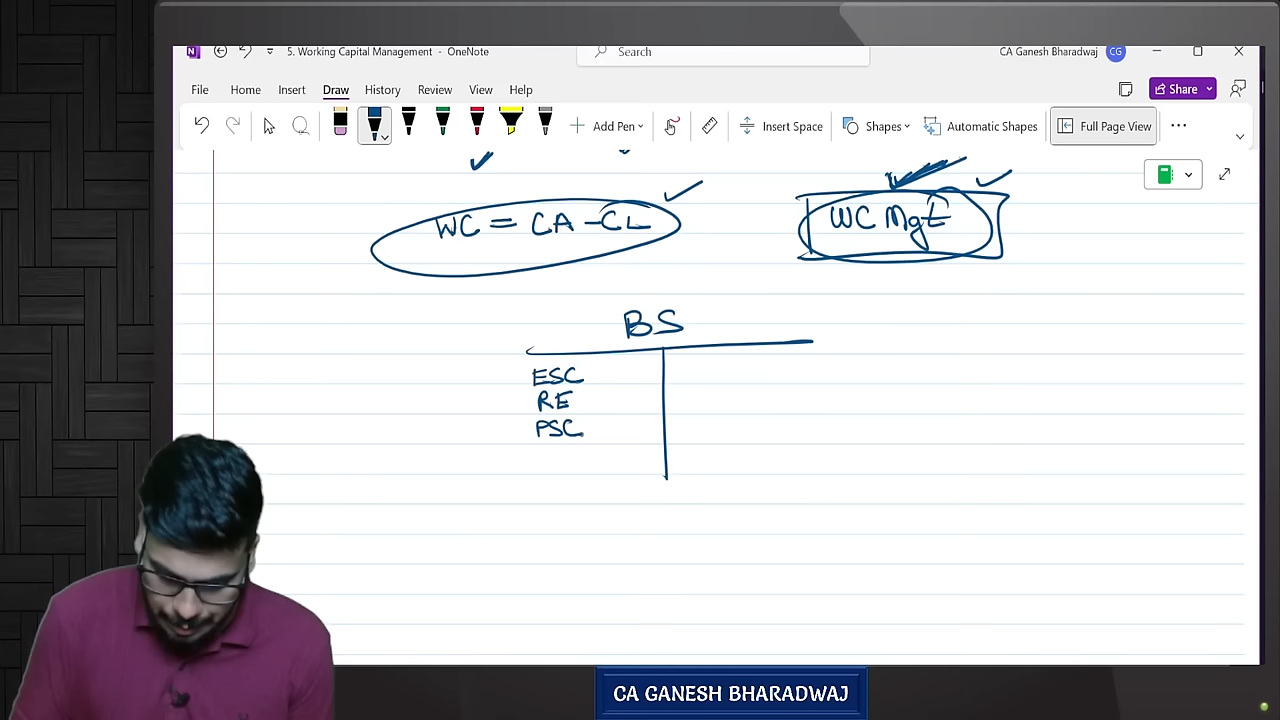 5. Working Capital Management - OneNote
Search
CA Ganesh Bharadwaj CG
File Home Insert Draw History Review View Help
Share
Add Pen
Insert Space
Shapes
Automatic Shapes
Full Page View
WC = CA - CL
WC Mgt
BS
ESC
RE
PSC
CA GANESH BHARADWAJ